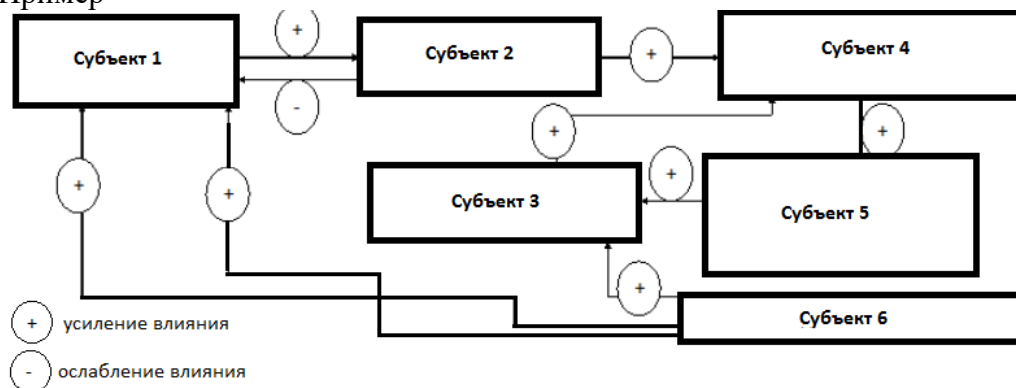 Пример
+
Субъект 1
Субъект 2
Субъект 4
+
-
+
+
+
Субъект 3
Субъект 5
+
+
+
Субъект 6
+ усиление влияния
- ослабление влияния